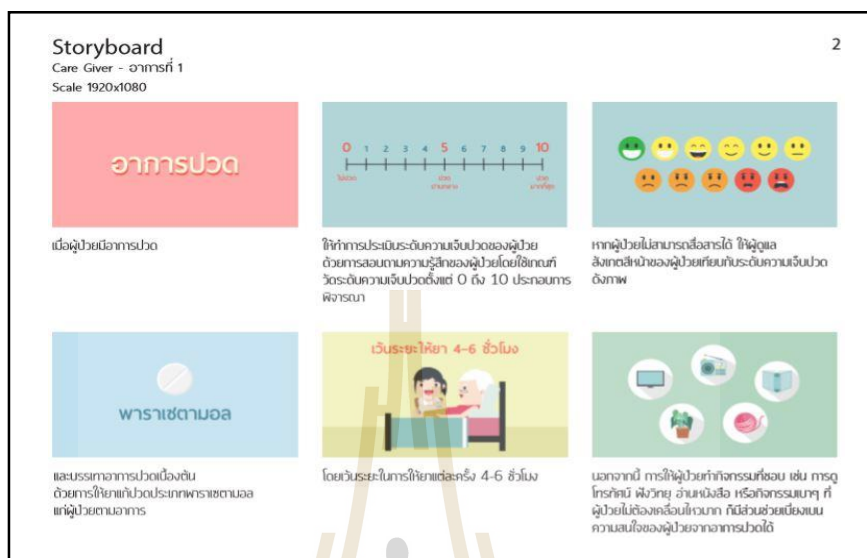 Storyboard
2
Care Giver - อาการที่ 1
Scale 1920x1080
อาการปวด
0 1 2 3 4 5 6 7 8 9 10
ไม่ปวด ปวด ปานกลาง ปวด มากที่สุด
เมื่อผู้ป่วยมีอาการปวด
ให้ทำการประเมินระดับความเจ็บปวดของผู้ป่วย
ด้วยการสอบถามความรู้สึกของผู้ป่วยโดยใช้เกณฑ์
วัดระดับความเจ็บปวดตั้งแต่ 0 ถึง 10 ประกอบการ
พิจารณา
หากผู้ป่วยไม่สามารถสื่อสารได้ ให้ผู้ดูแล
สังเกตสีหน้าของผู้ป่วยเทียบกับระดับความเจ็บปวด
ดังภาพ
พาราเซตามอล
เว้นระยะให้ยา 4-6 ชั่วโมง
และบรรเทาอาการปวดเบื้องต้น
ด้วยการให้ยาแก้ปวดประเภทพาราเซตามอล
แก่ผู้ป่วยตามอาการ
โดยเว้นระยะในการให้ยาแต่ละครั้ง 4-6 ชั่วโมง
นอกจากนี้ การให้ผู้ป่วยทำกิจกรรมที่ชอบ เช่น การดู
โทรทัศน์ ฟังวิทยุ อ่านหนังสือ หรือกิจกรรมเบาๆ ที่
ผู้ป่วยไม่ต้องเคลื่อนไหวมาก ก็มีส่วนช่วยเบี่ยงเบน
ความสนใจของผู้ป่วยจากอาการปวดได้